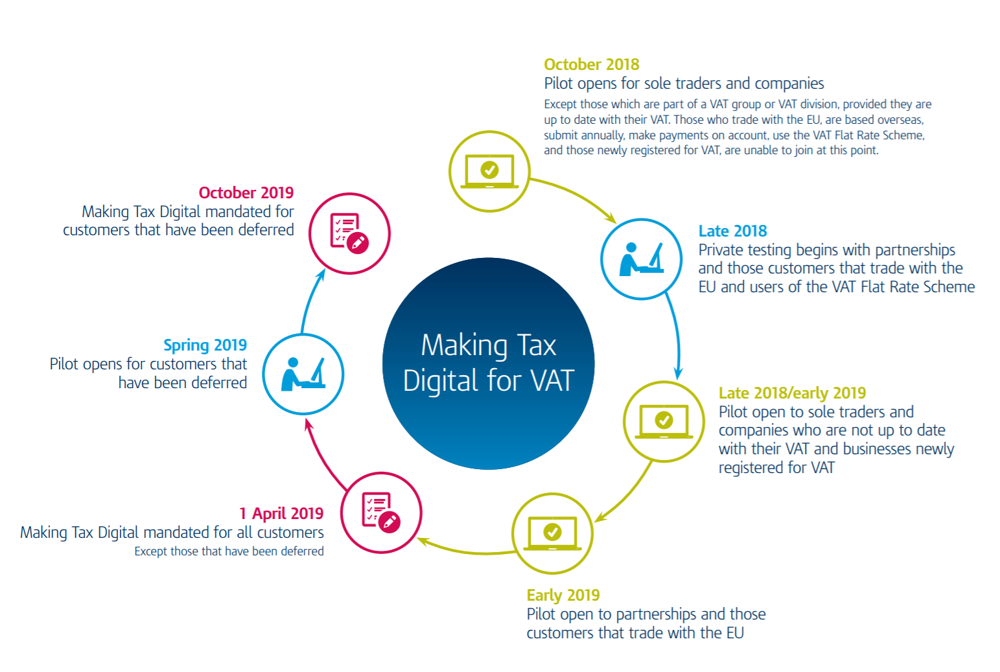 October 2018
Pilot opens for sole traders and companies
Except those which are part of a VAT group or VAT division, provided they are
up to date with their VAT. Those who trade with the EU, are based overseas,
submit annually, make payments on account, use the VAT Flat Rate Scheme,
and those newly registered for VAT, are unable to join at this point.
Late 2018
Private testing begins with partnerships
and those customers that trade with the
EU and users of the VAT Flat Rate Scheme
Late 2018/early 2019
Pilot open to sole traders and
companies who are not up to date
with their VAT and businesses newly
registered for VAT
Early 2019
Pilot open to partnerships and those
customers that trade with the EU
1 April 2019
Making Tax Digital mandated for all customers
Except those that have been deferred
Spring 2019
Pilot opens for customers that
have been deferred
October 2019
Making Tax Digital mandated for
customers that have been deferred
Making Tax
Digital for VAT